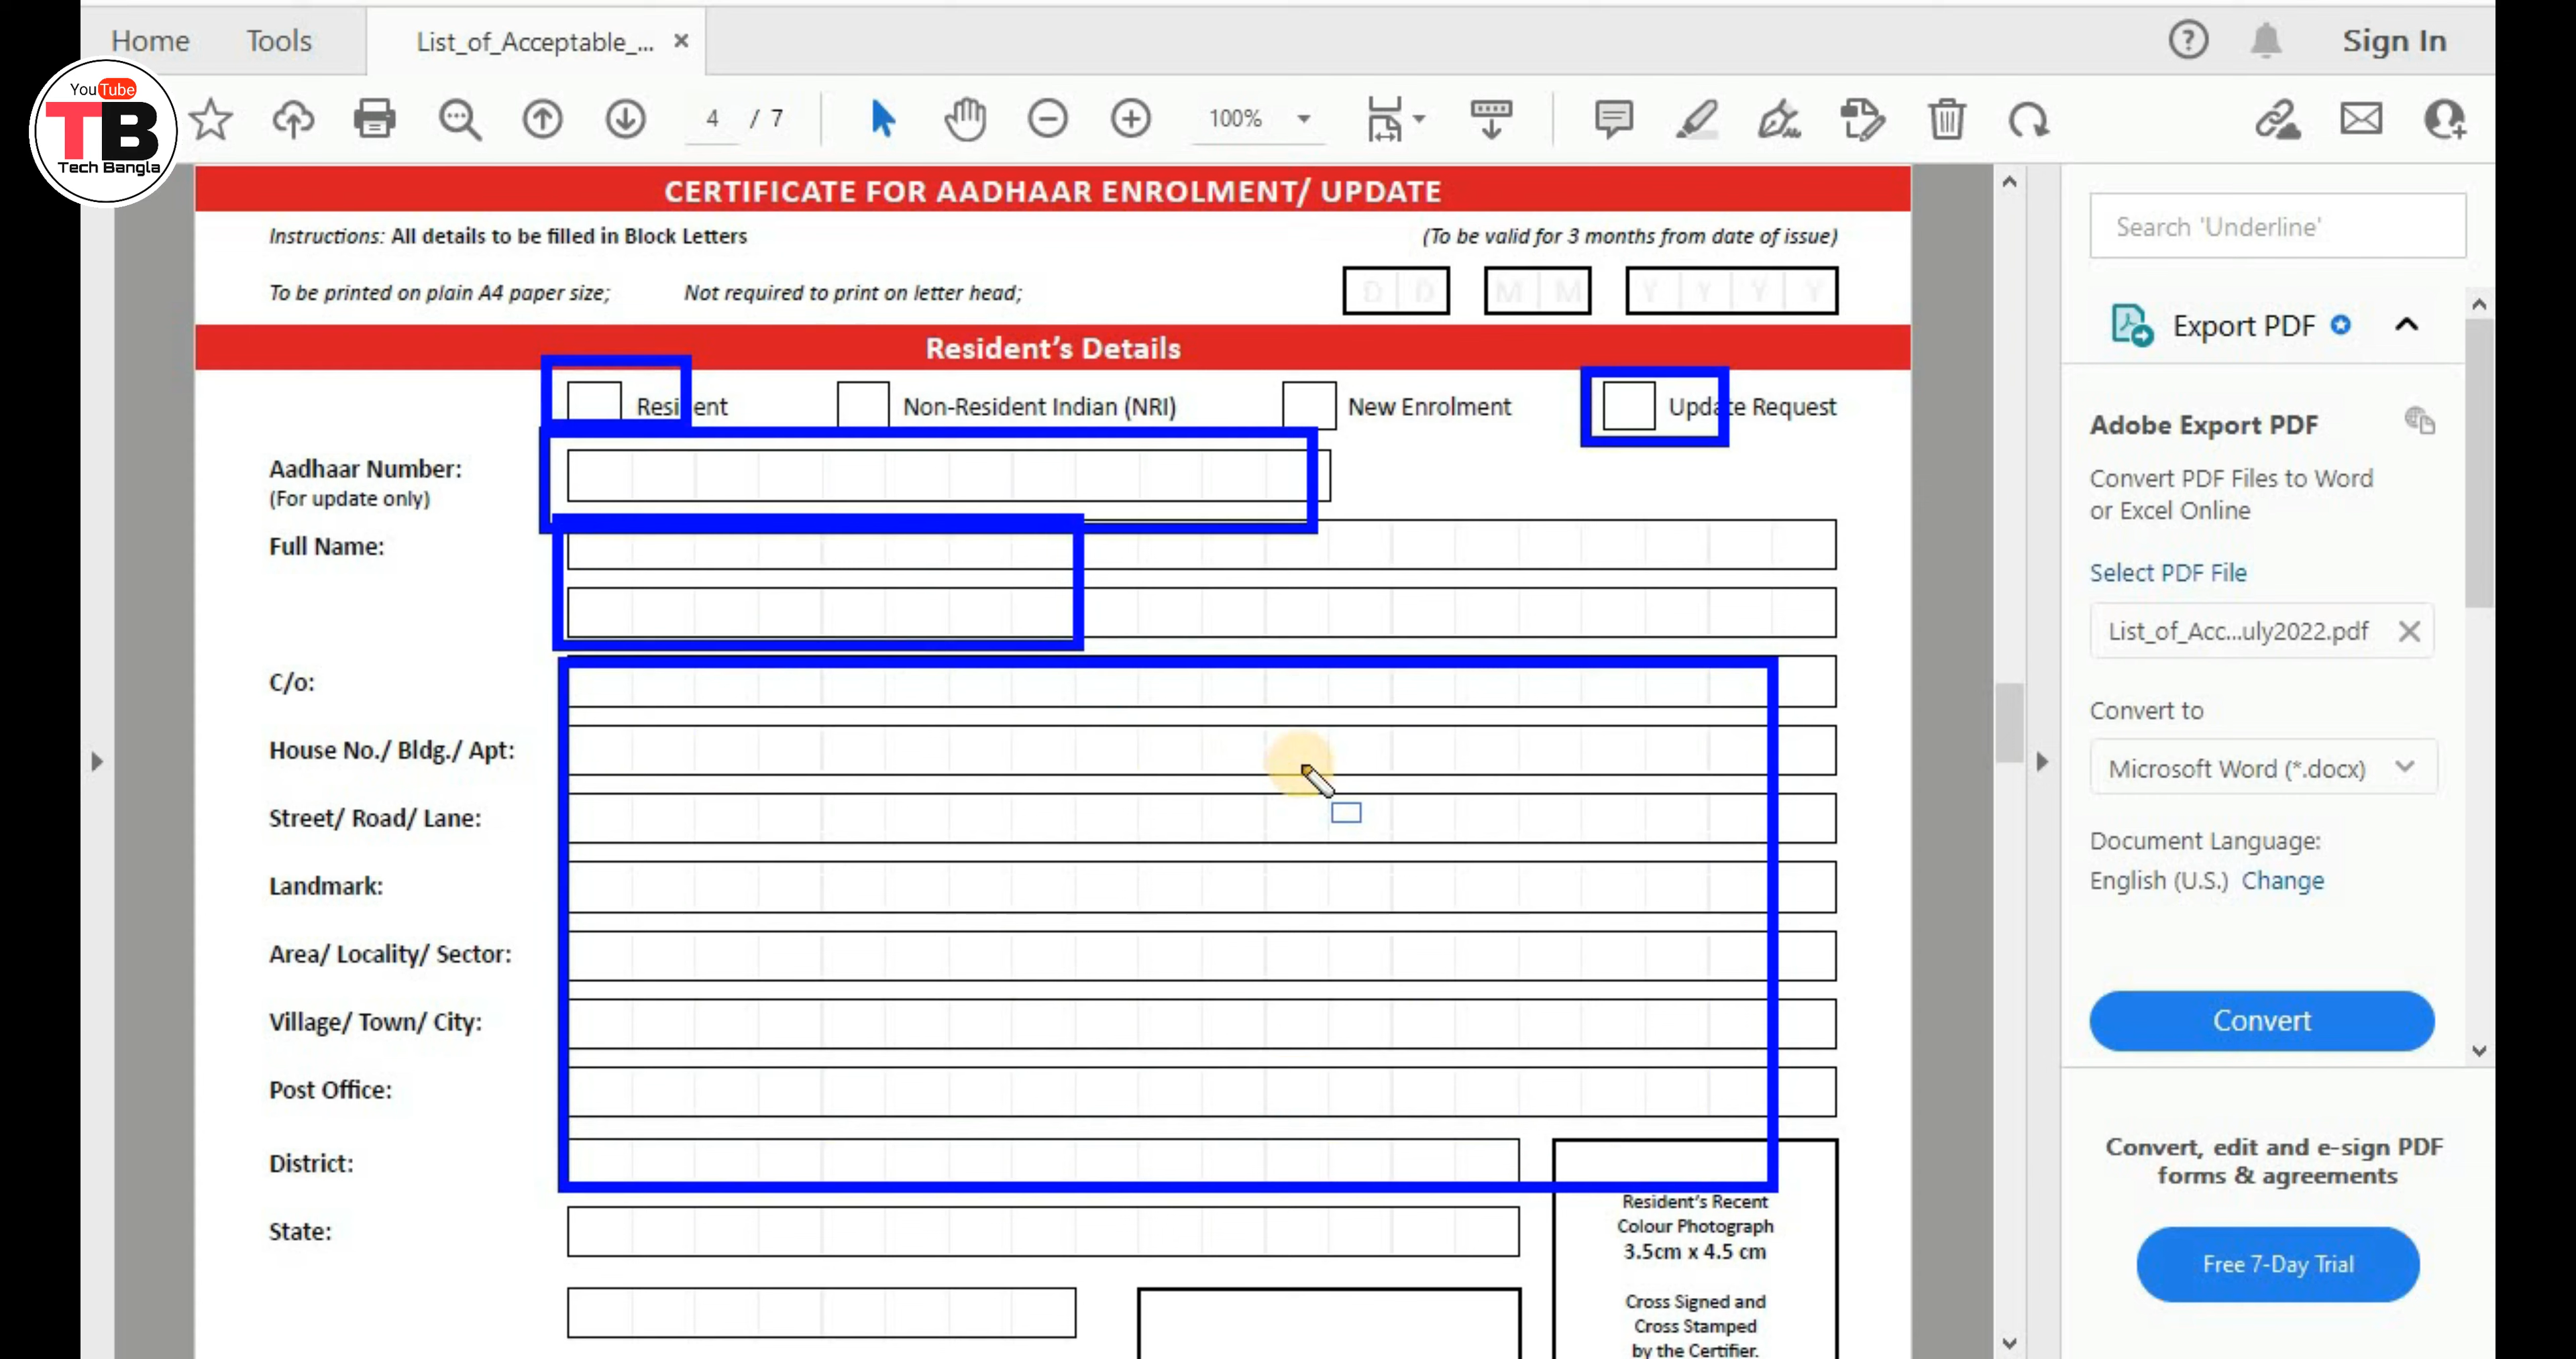 Home
Tools
List_of_Acceptable_...
Sign In
YouTube
TB
Tech Bangla
4 / 7
100%
CERTIFICATE FOR AADHAAR ENROLMENT/ UPDATE
Instructions: All details to be filled in Block Letters
(To be valid for 3 months from date of issue)
To be printed on plain A4 paper size;
Not required to print on letter head;
D D M M Y Y Y Y
Resident's Details
Resident
Non-Resident Indian (NRI)
New Enrolment
Update Request
Aadhaar Number:
(For update only)
Full Name:
C/o:
House No./ Bldg./ Apt:
Street/ Road/ Lane:
Landmark:
Area/ Locality/ Sector:
Village/ Town/ City:
Post Office:
District:
State:
Resident's Recent
Colour Photograph
3.5cm x 4.5 cm
Cross Signed and
Cross Stamped
by the Certifier.
Search 'Underline'
Export PDF
Adobe Export PDF
Convert PDF Files to Word
or Excel Online
Select PDF File
List_of_Acc...uly2022.pdf
Convert to
Microsoft Word (*.docx)
Document Language:
English (U.S.) Change
Convert
Convert, edit and e-sign PDF
forms & agreements
Free 7-Day Trial